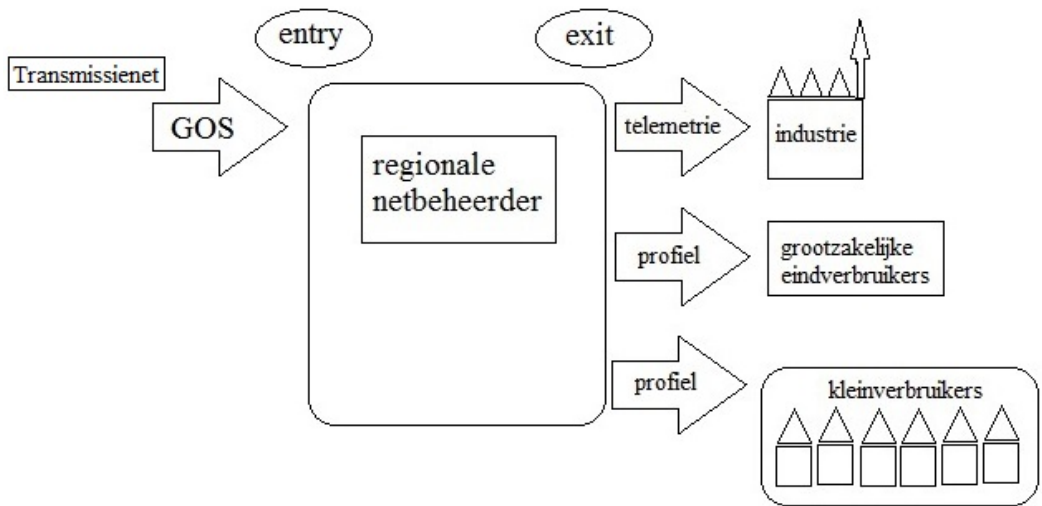 entry
exit
Transmissienet
GOS
regionale
netbeheerder
telemetrie
industrie
profiel
grootzakelijke
eindverbruikers
profiel
kleinverbruikers